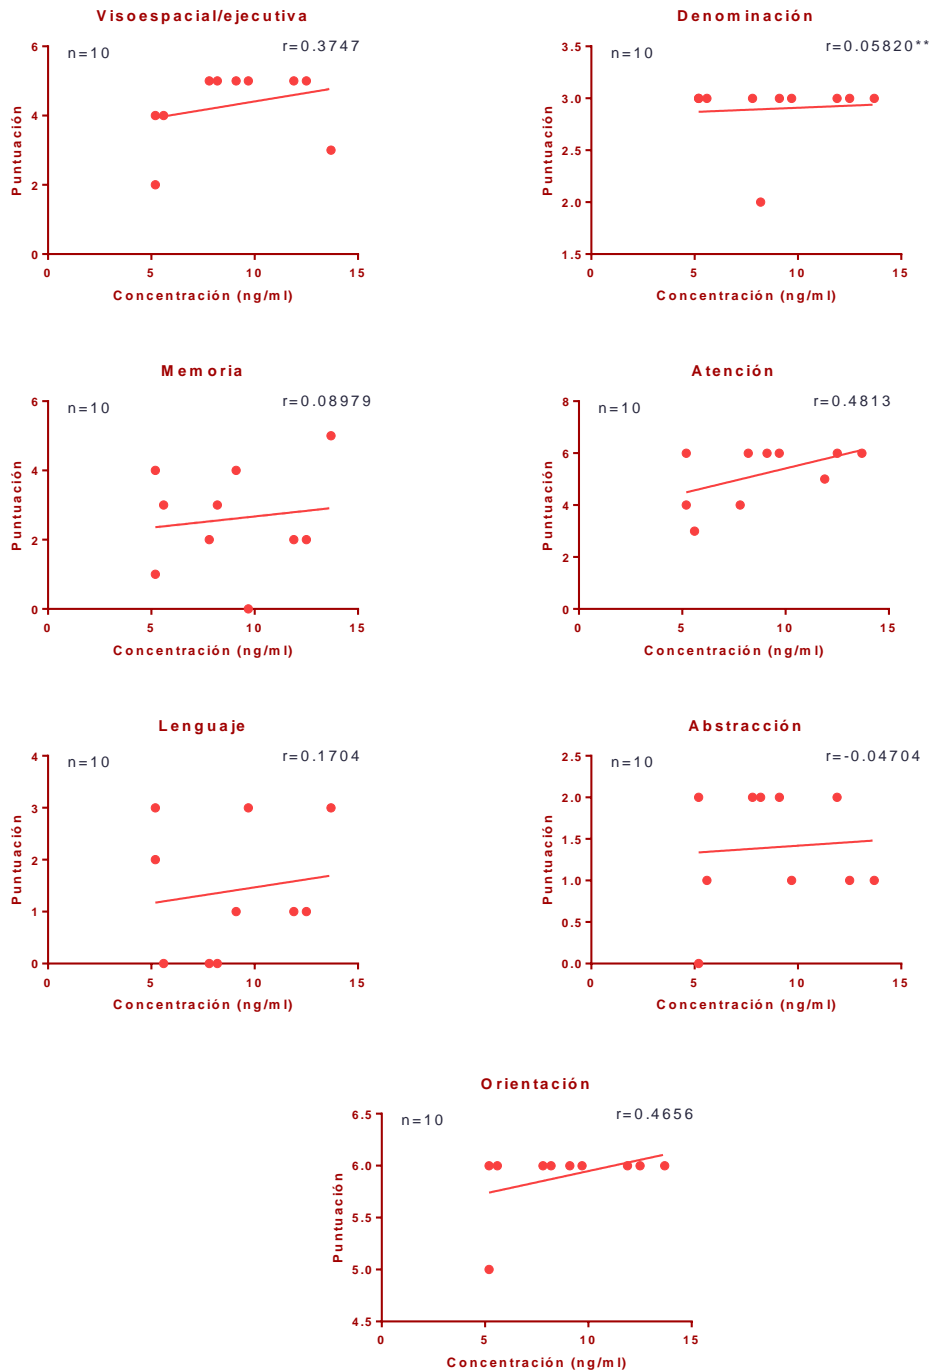 Visoespacial/ejecutiva
n=10
r=0.3747
6
4
2
0
Puntuación
0 5 10 15
Concentración (ng/ml)
Denominación
n=10
r=0.05820**
3.5
3.0
2.5
2.0
1.5
Puntuación
0 5 10 15
Concentración (ng/ml)
Memoria
n=10
r=0.08979
6
4
2
0
Puntuación
0 5 10 15
Concentración (ng/ml)
Atención
n=10
r=0.4813
8
6
4
2
0
Puntuación
0 5 10 15
Concentración (ng/ml)
Lenguaje
n=10
r=0.1704
4
3
2
1
0
Puntuación
0 5 10 15
Concentración (ng/ml)
Abstracción
n=10
r=-0.04704
2.5
2.0
1.5
1.0
0.5
0.0
Puntuación
0 5 10 15
Concentración (ng/ml)
Orientación
n=10
r=0.4656
6.5
6.0
5.5
5.0
4.5
Puntuación
0 5 10 15
Concentración (ng/ml)